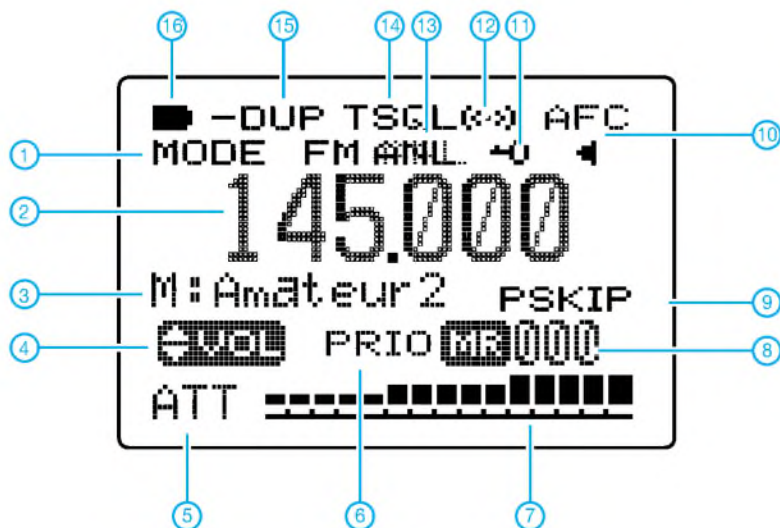 16 15 14 13 12 11
-DUP TSQL AFC
10
1 MODE FM ANL
2 145.000
3 M:Amateur2 PSKIP 9
4 VOL PRIO MR 000 8
ATT
5 6 7